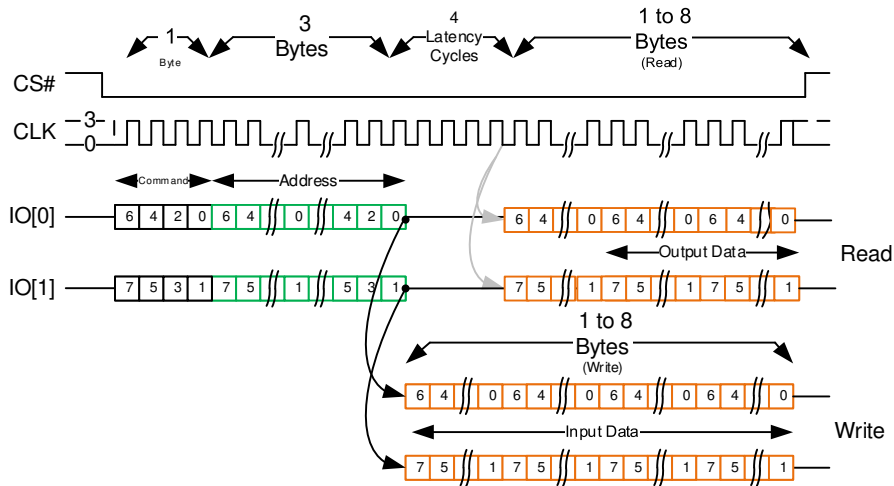 1 Byte
3 Bytes
4 Latency Cycles
1 to 8 Bytes (Read)
CS#
CLK 3 0
Command Address
IO[0] 6 4 2 0 6 4 0 4 2 0 6 4 0 6 4 0 6 4 0
Output Data Read
IO[1] 7 5 3 1 7 5 1 5 3 1 7 5 1 7 5 1 7 5 1
1 to 8 Bytes (Write)
6 4 0 6 4 0 6 4 0 6 4 0
Input Data Write
7 5 1 7 5 1 7 5 1 7 5 1